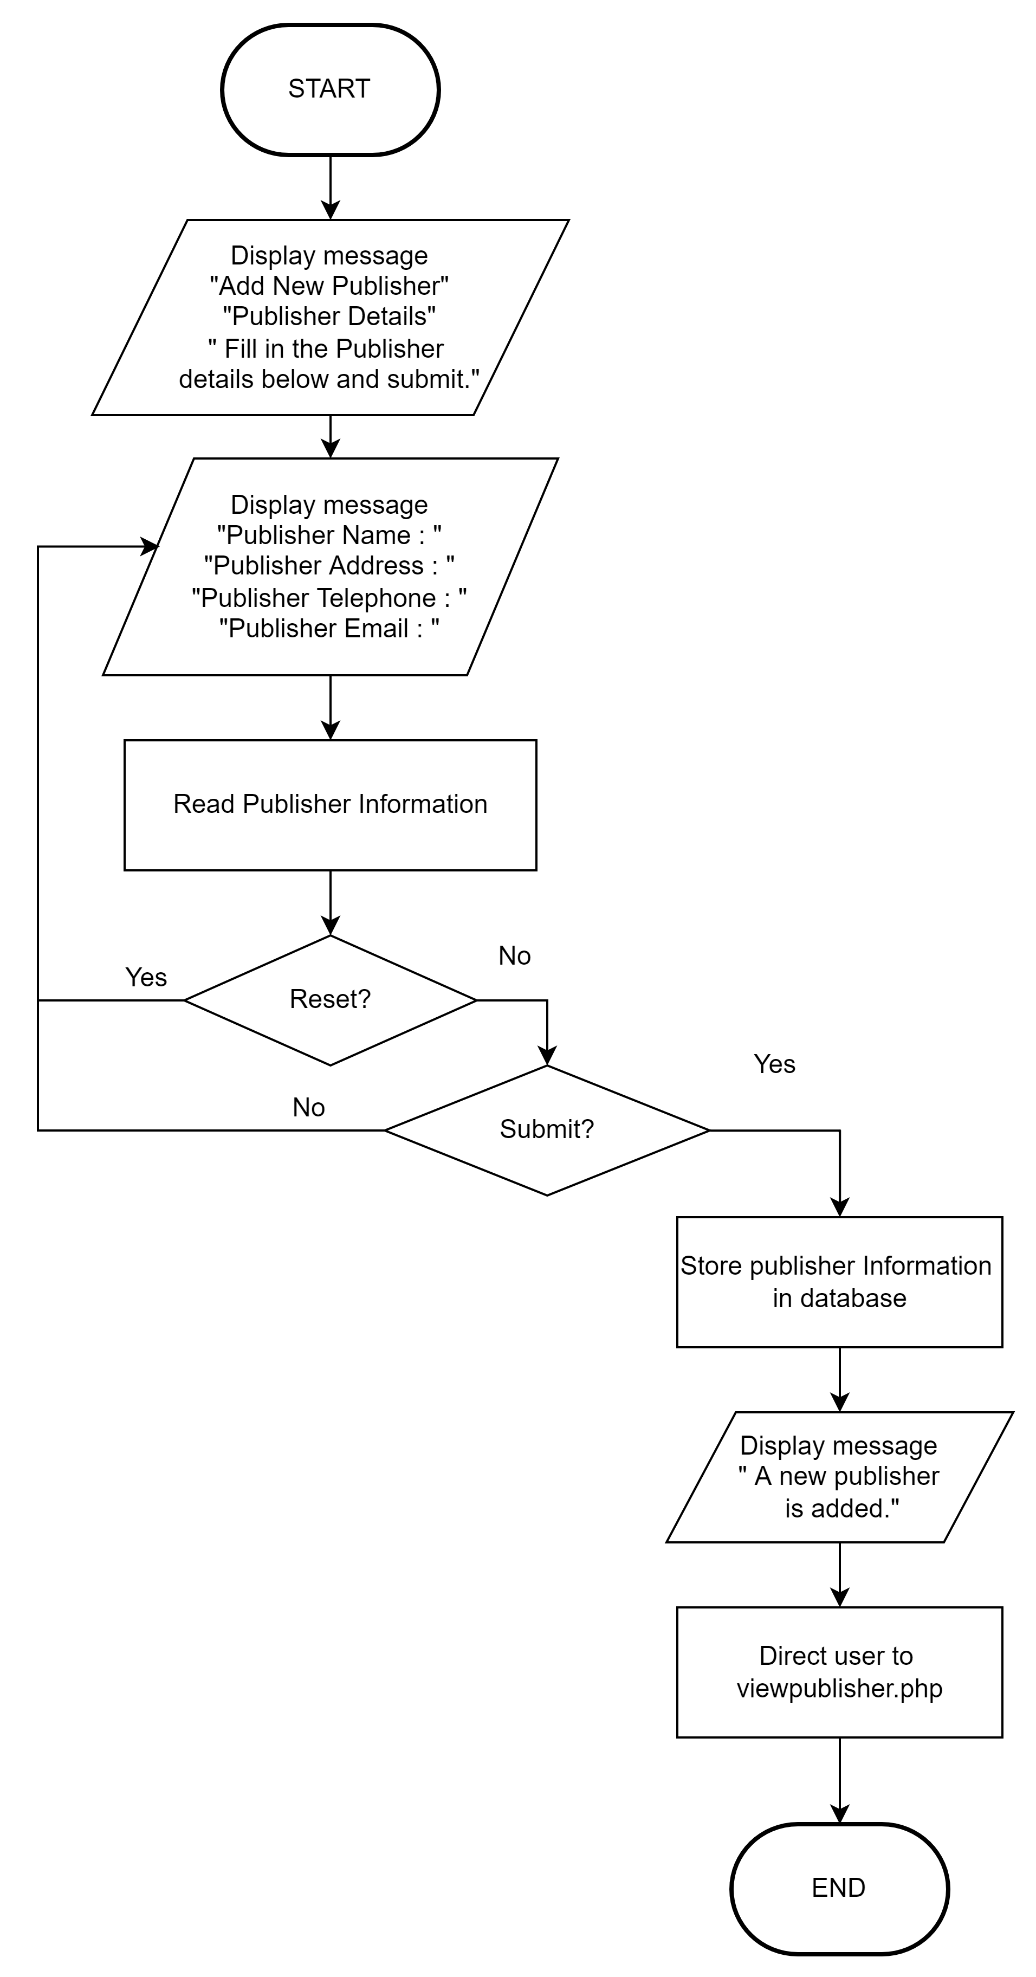 START
Display message
"Add New Publisher"
"Publisher Details"
" Fill in the Publisher
details below and submit."
Display message
"Publisher Name : "
"Publisher Address : "
"Publisher Telephone : "
"Publisher Email : "
Read Publisher Information
No
Yes
Reset?
Yes
No
Submit?
Store publisher Information
in database
Display message
" A new publisher
is added."
Direct user to
viewpublisher.php
END